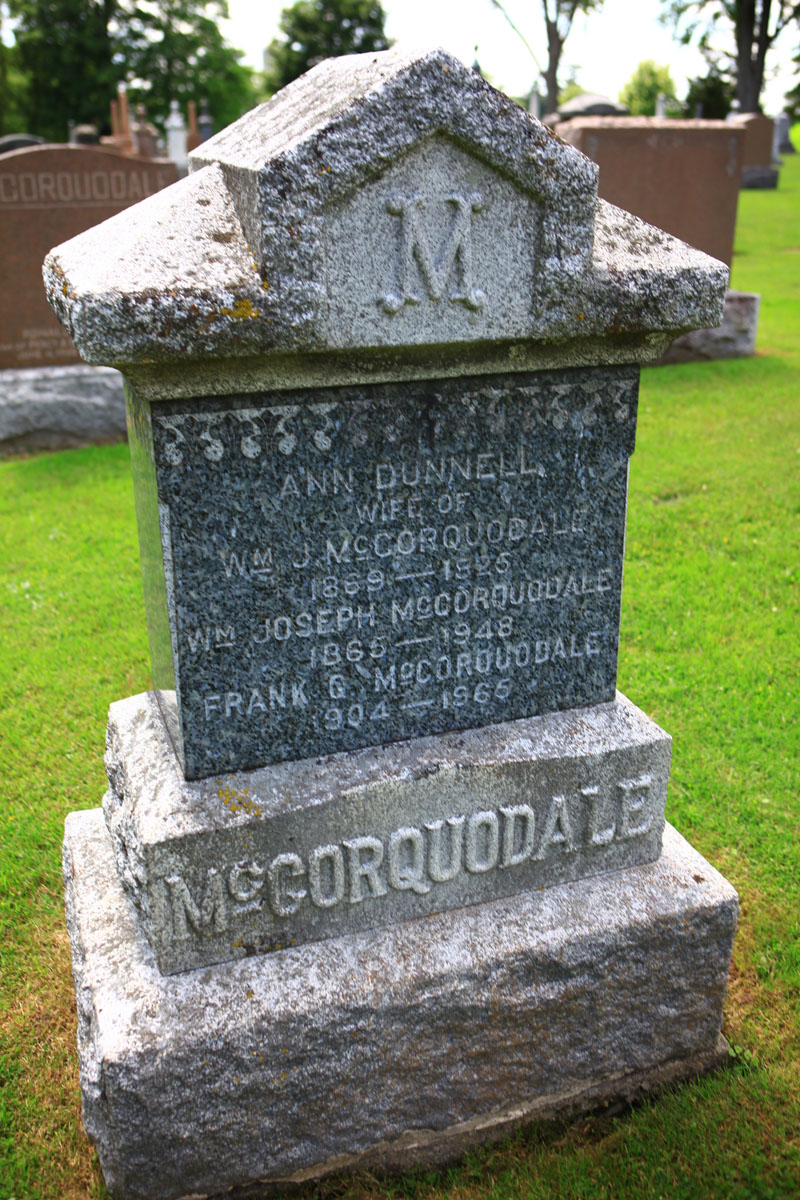 CORQUODALE
M
ANN DUNNELL
WIFE OF
WM J. MCCORQUODALE
1869 — 1925
WM JOSEPH MCCORQUODALE
1865 — 1948
FRANK G. MCCORQUODALE
1904 — 1965
MCCORQUODALE